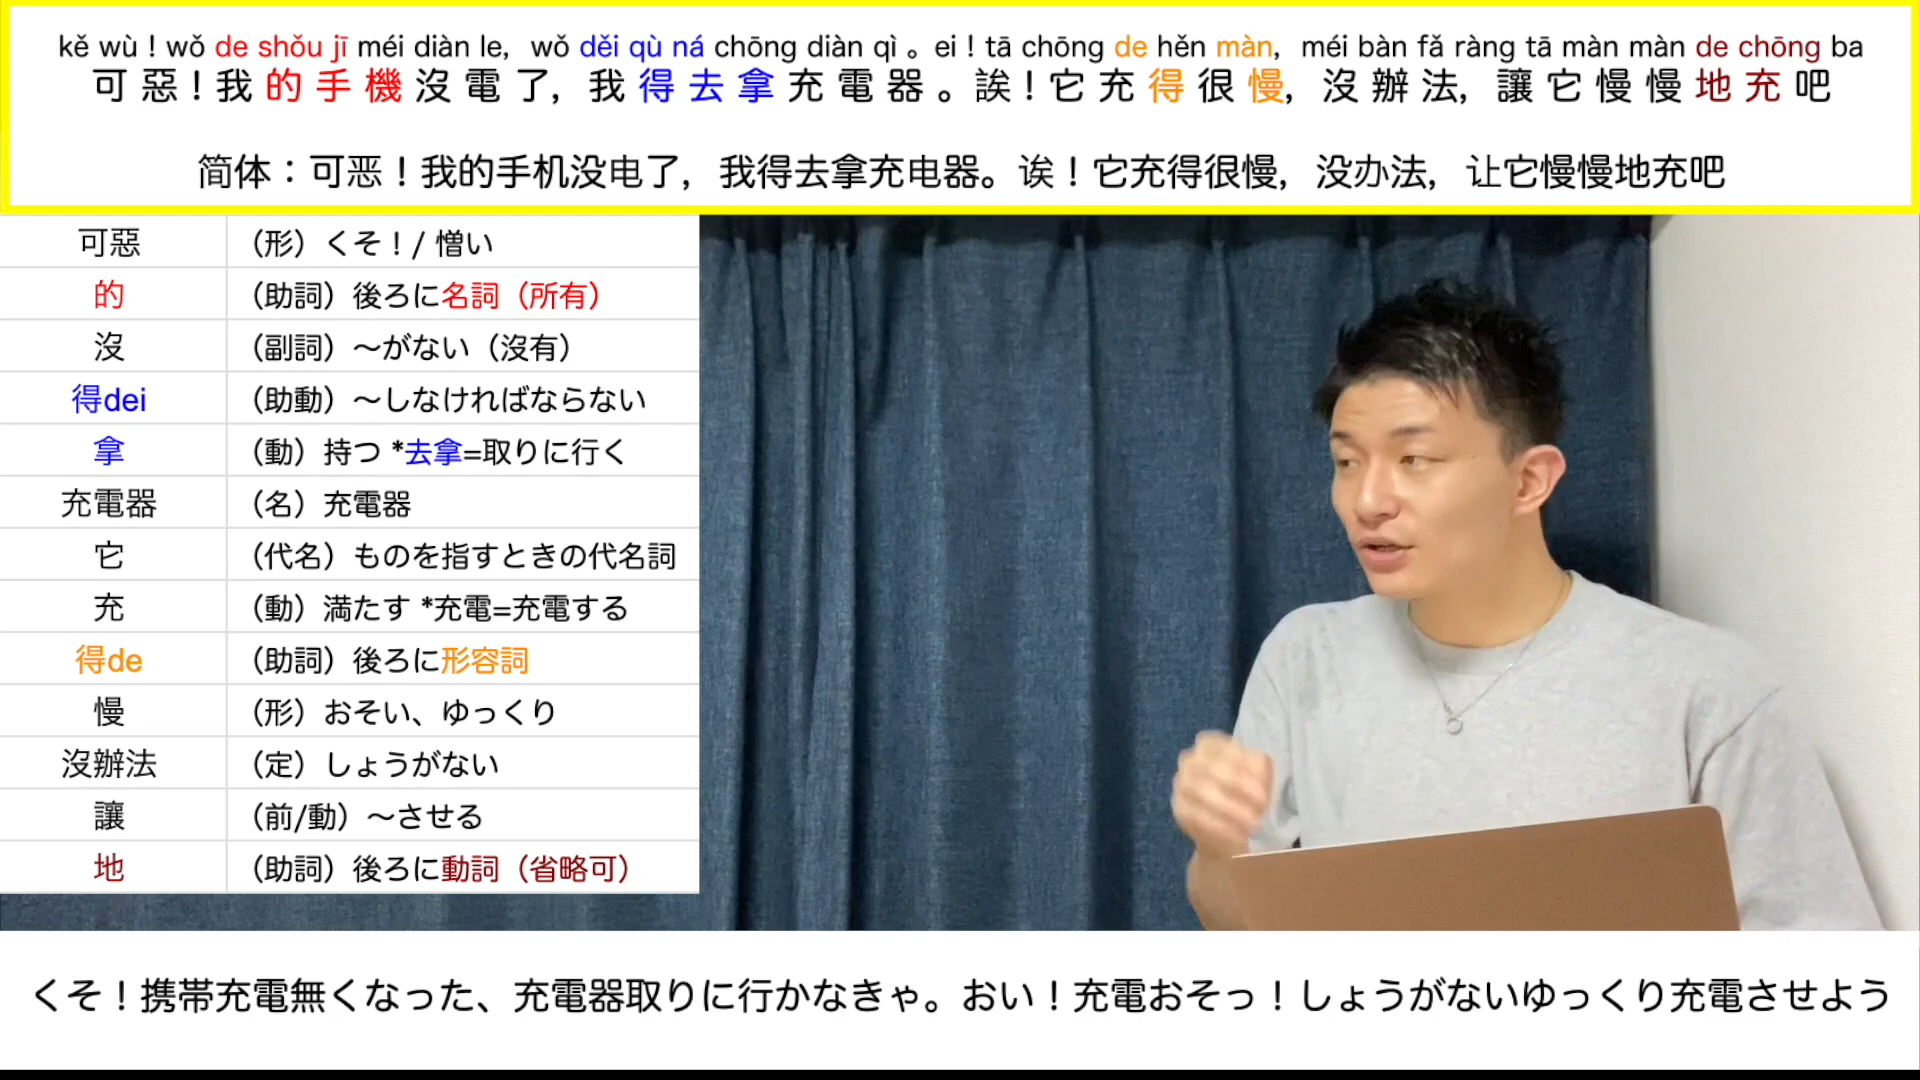 kě wù ! wǒ de shǒu jī méi diàn le, wǒ děi qù ná chōng diàn qì 。ei ! tā chōng de hěn màn, méi bàn fǎ ràng tā màn màn de chōng ba
可惡!我的手機沒電了, 我得去拿充電器。誒!它充得很慢, 沒辦法, 讓它慢慢地充吧
简体：可恶！我的手机没电了, 我得去拿充电器。诶！它充得很慢, 没办法, 让它慢慢地充吧
可惡 （形）くそ！/ 憎い
的 （助詞）後ろに名詞（所有）
沒 （副詞）〜がない（沒有）
得dei （助動）〜しなければならない
拿 （動）持つ *去拿=取りに行く
充電器 （名）充電器
它 （代名）ものを指すときの代名詞
充 （動）満たす *充電=充電する
得de （助詞）後ろに形容詞
慢 （形）おそい、ゆっくり
沒辦法 （定）しょうがない
讓 （前/動）〜させる
地 （助詞）後ろに動詞（省略可）
くそ！携帯充電無くなった、充電器取りに行かなきゃ。おい！充電おそっ！しょうがないゆっくり充電させよう